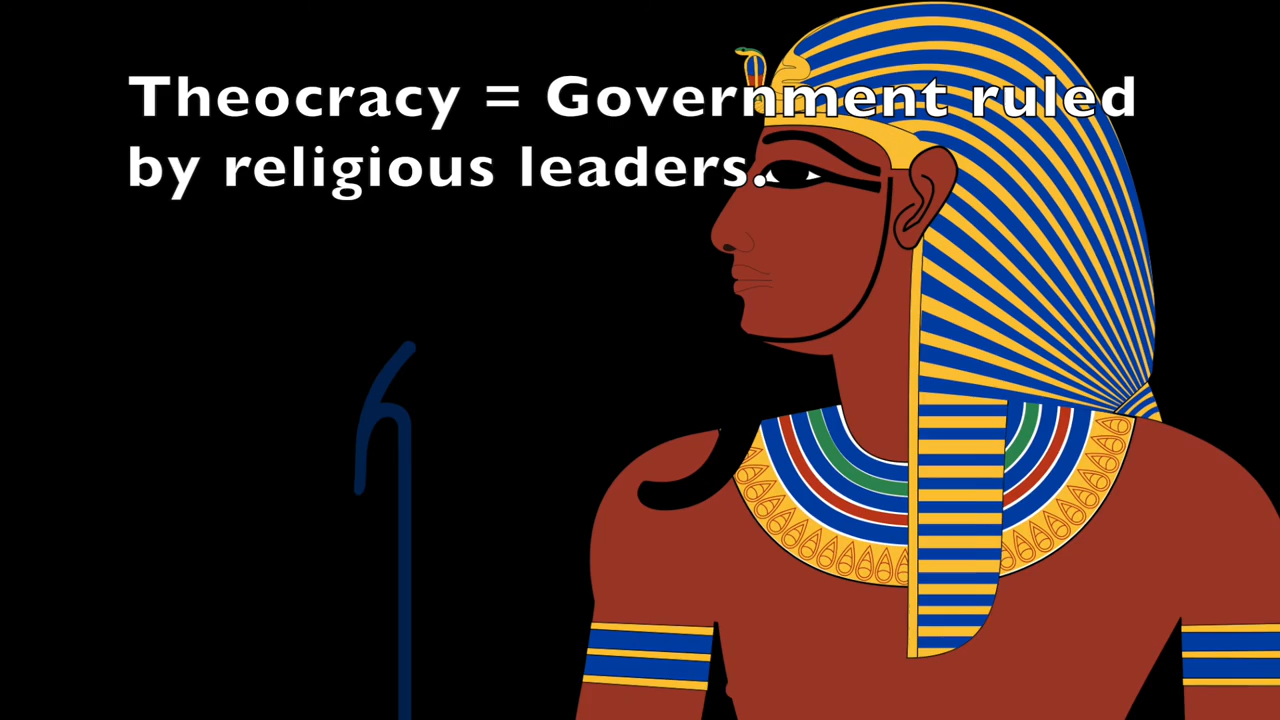 Theocracy = Government ruled
by religious leaders.